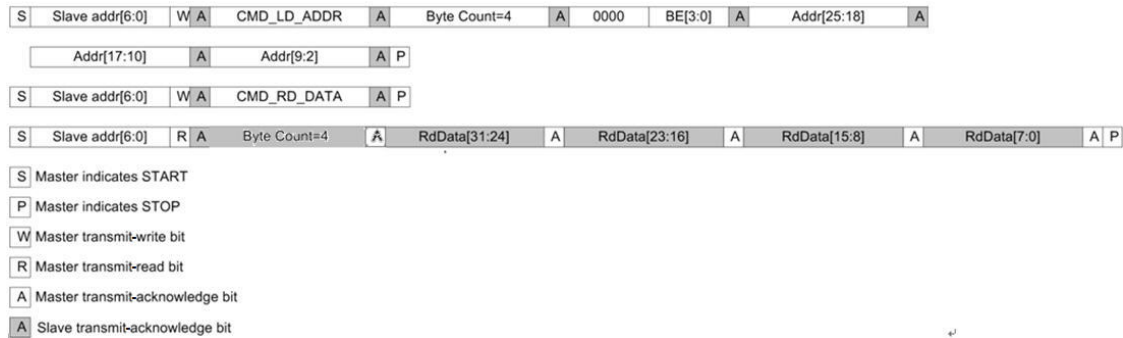 S Slave addr[6:0] W A CMD_LD_ADDR A Byte Count=4 A 0000 BE[3:0] A Addr[25:18] A
Addr[17:10] A Addr[9:2] A P
S Slave addr[6:0] W A CMD_RD_DATA A P
S Slave addr[6:0] R A Byte Count=4 A RdData[31:24] A RdData[23:16] A RdData[15:8] A RdData[7:0] A P
S Master indicates START
P Master indicates STOP
W Master transmit-write bit
R Master transmit-read bit
A Master transmit-acknowledge bit
A Slave transmit-acknowledge bit